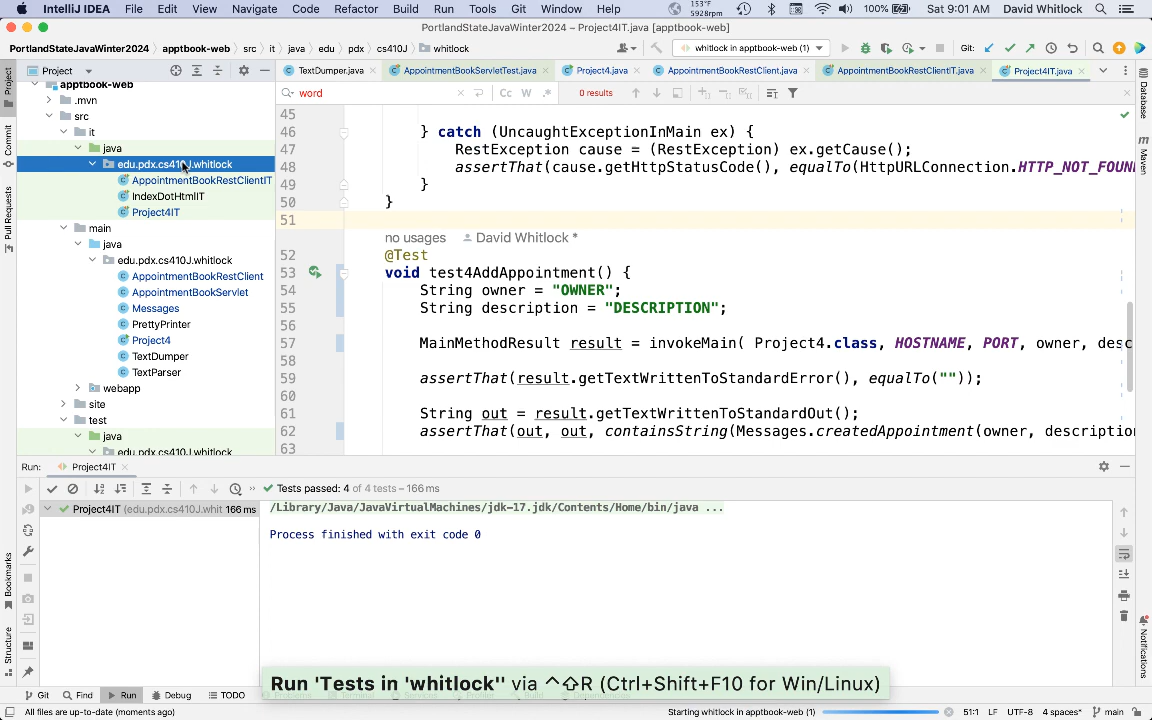 IntelliJ IDEA File Edit View Navigate Code Refactor Build Run Tools Git Window Help 153°F 5928rpm 100% Sat 9:01 AM David Whitlock
PortlandStateJavaWinter2024 – Project4IT.java [apptbook-web]
PortlandStateJavaWinter2024 apptbook-web src it java edu pdx cs410J whitlock whitlock in apptbook-web (1) Git:
Project TextDumper.java AppointmentBookServletTest.java Project4.java AppointmentBookRestClient.java AppointmentBookRestClientIT.java Project4IT.java
word Cc W .* 0 results
apptbook-web
.mvn
src
it
java
edu.pdx.cs410J.whitlock
AppointmentBookRestClientIT
IndexDotHtmlIT
Project4IT
main
java
edu.pdx.cs410J.whitlock
AppointmentBookRestClient
AppointmentBookServlet
Messages
PrettyPrinter
Project4
TextDumper
TextParser
webapp
site
test
java
edu.pdx.cs410J.whitlock
45
46 } catch (UncaughtExceptionInMain ex) {
47 RestException cause = (RestException) ex.getCause();
48 assertThat(cause.getHttpStatusCode(), equalTo(HttpURLConnection.HTTP_NOT_FOUN
49 }
50 }
51
no usages David Whitlock *
52 @Test
53 void test4AddAppointment() {
54 String owner = "OWNER";
55 String description = "DESCRIPTION";
56
57 MainMethodResult result = invokeMain( Project4.class, HOSTNAME, PORT, owner, desc
58
59 assertThat(result.getTextWrittenToStandardError(), equalTo(""));
60
61 String out = result.getTextWrittenToStandardOut();
62 assertThat(out, out, containsString(Messages.createdAppointment(owner, descriptio
63
Project
Commit
Pull Requests
Bookmarks
Structure
Database
Maven
Notifications
Run: Project4IT
Tests passed: 4 of 4 tests – 166 ms
Project4IT (edu.pdx.cs410J.whit 166 ms
/Library/Java/JavaVirtualMachines/jdk-17.jdk/Contents/Home/bin/java ...
Process finished with exit code 0
Run 'Tests in 'whitlock'' via ^⇧R (Ctrl+Shift+F10 for Win/Linux)
Git Find Run Debug TODO
All files are up-to-date (moments ago) Starting whitlock in apptbook-web (1) 51:1 LF UTF-8 4 spaces* main